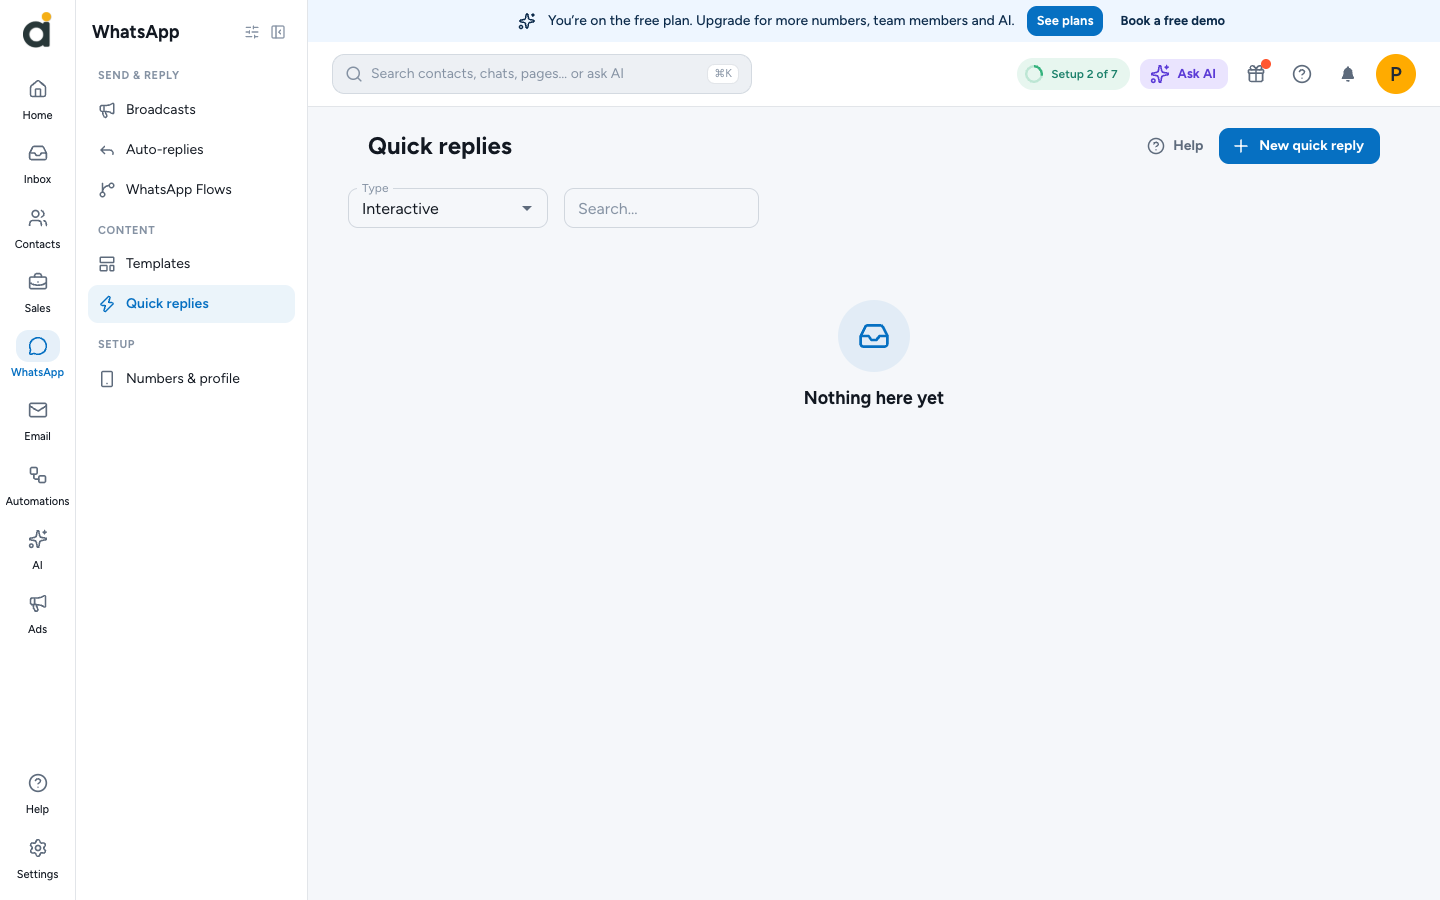 You're on the free plan. Upgrade for more numbers, team members and AI. See plans Book a free demo
WhatsApp
Search contacts, chats, pages... or ask AI ⌘K
Setup 2 of 7
Ask AI
P
Home
Inbox
Contacts
Sales
WhatsApp
Email
Automations
AI
Ads
Help
Settings
SEND & REPLY
Broadcasts
Auto-replies
WhatsApp Flows
CONTENT
Templates
Quick replies
SETUP
Numbers & profile
Quick replies
Help
New quick reply
Type
Interactive
Search...
Nothing here yet